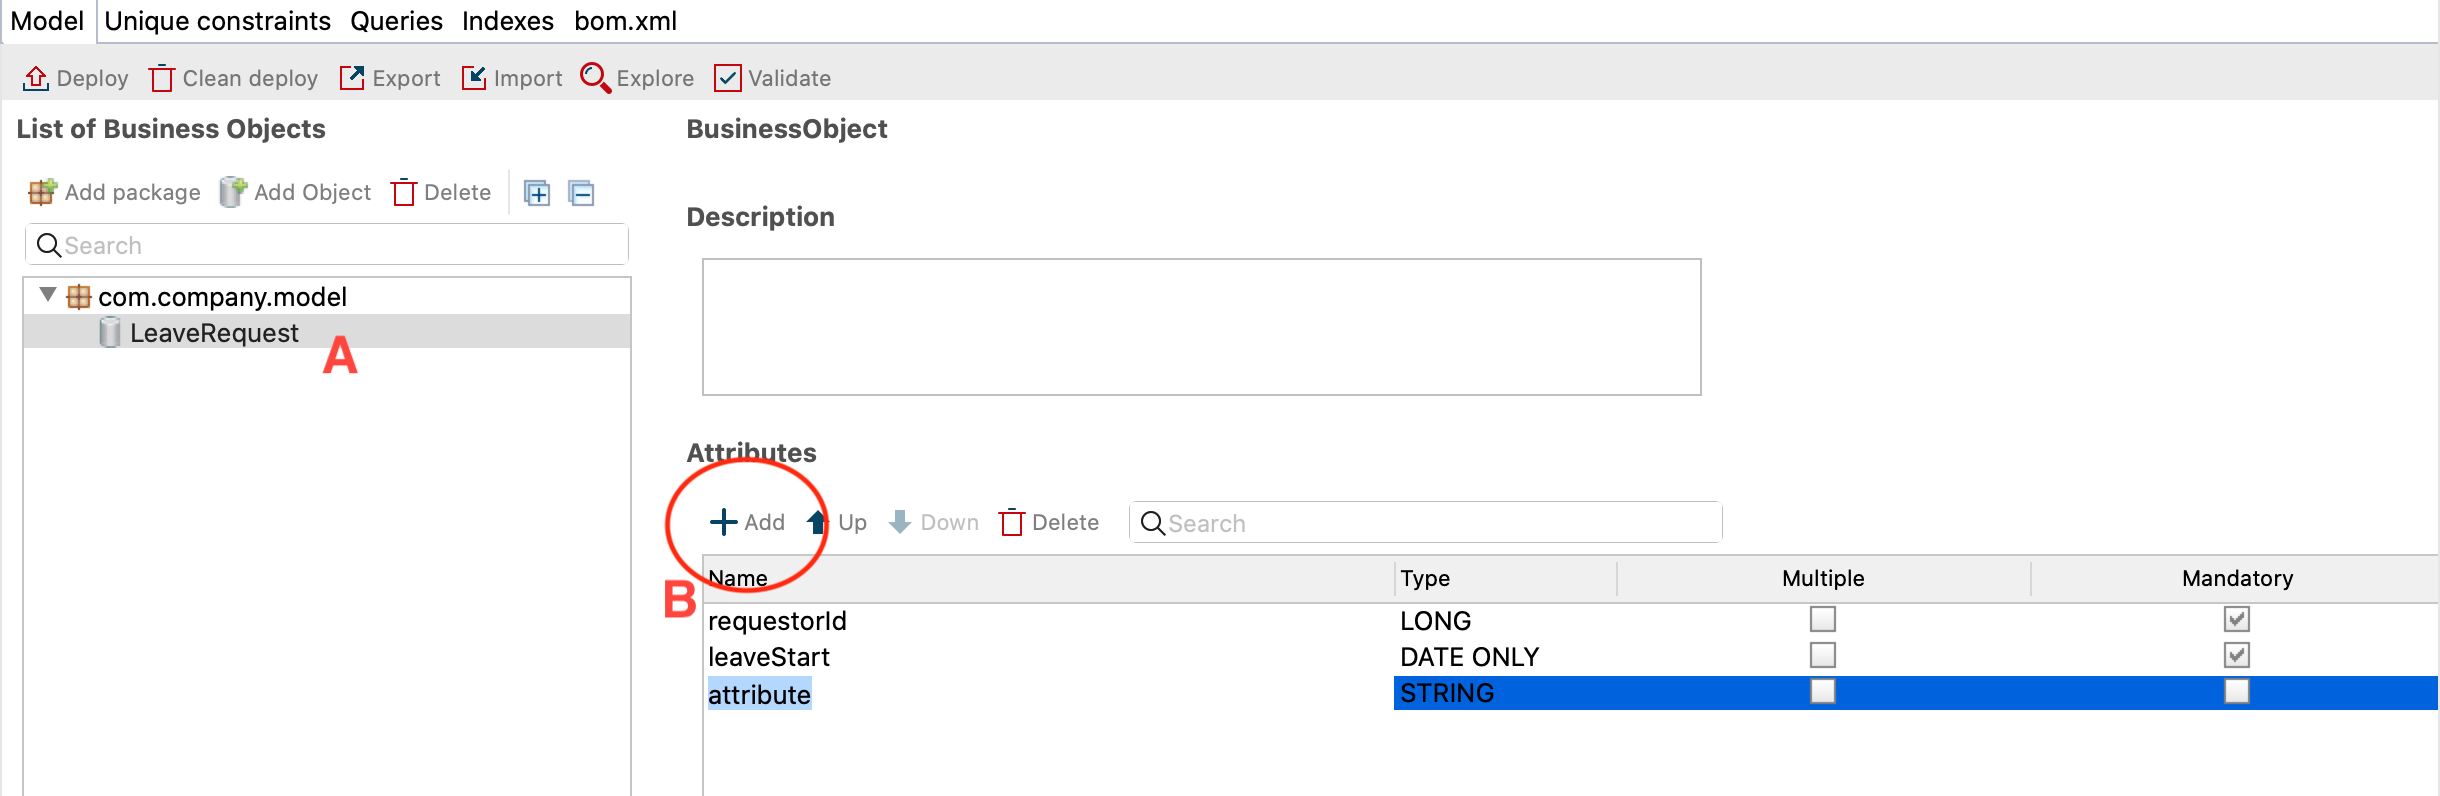 Model Unique constraints Queries Indexes bom.xml
Deploy Clean deploy Export Import Explore Validate
List of Business Objects
Add package Add Object Delete
Search
com.company.model
LeaveRequest
A
BusinessObject
Description
Attributes
Add Up Down Delete Search
B
Name Type Multiple Mandatory
requestorId LONG
leaveStart DATE ONLY
attribute STRING